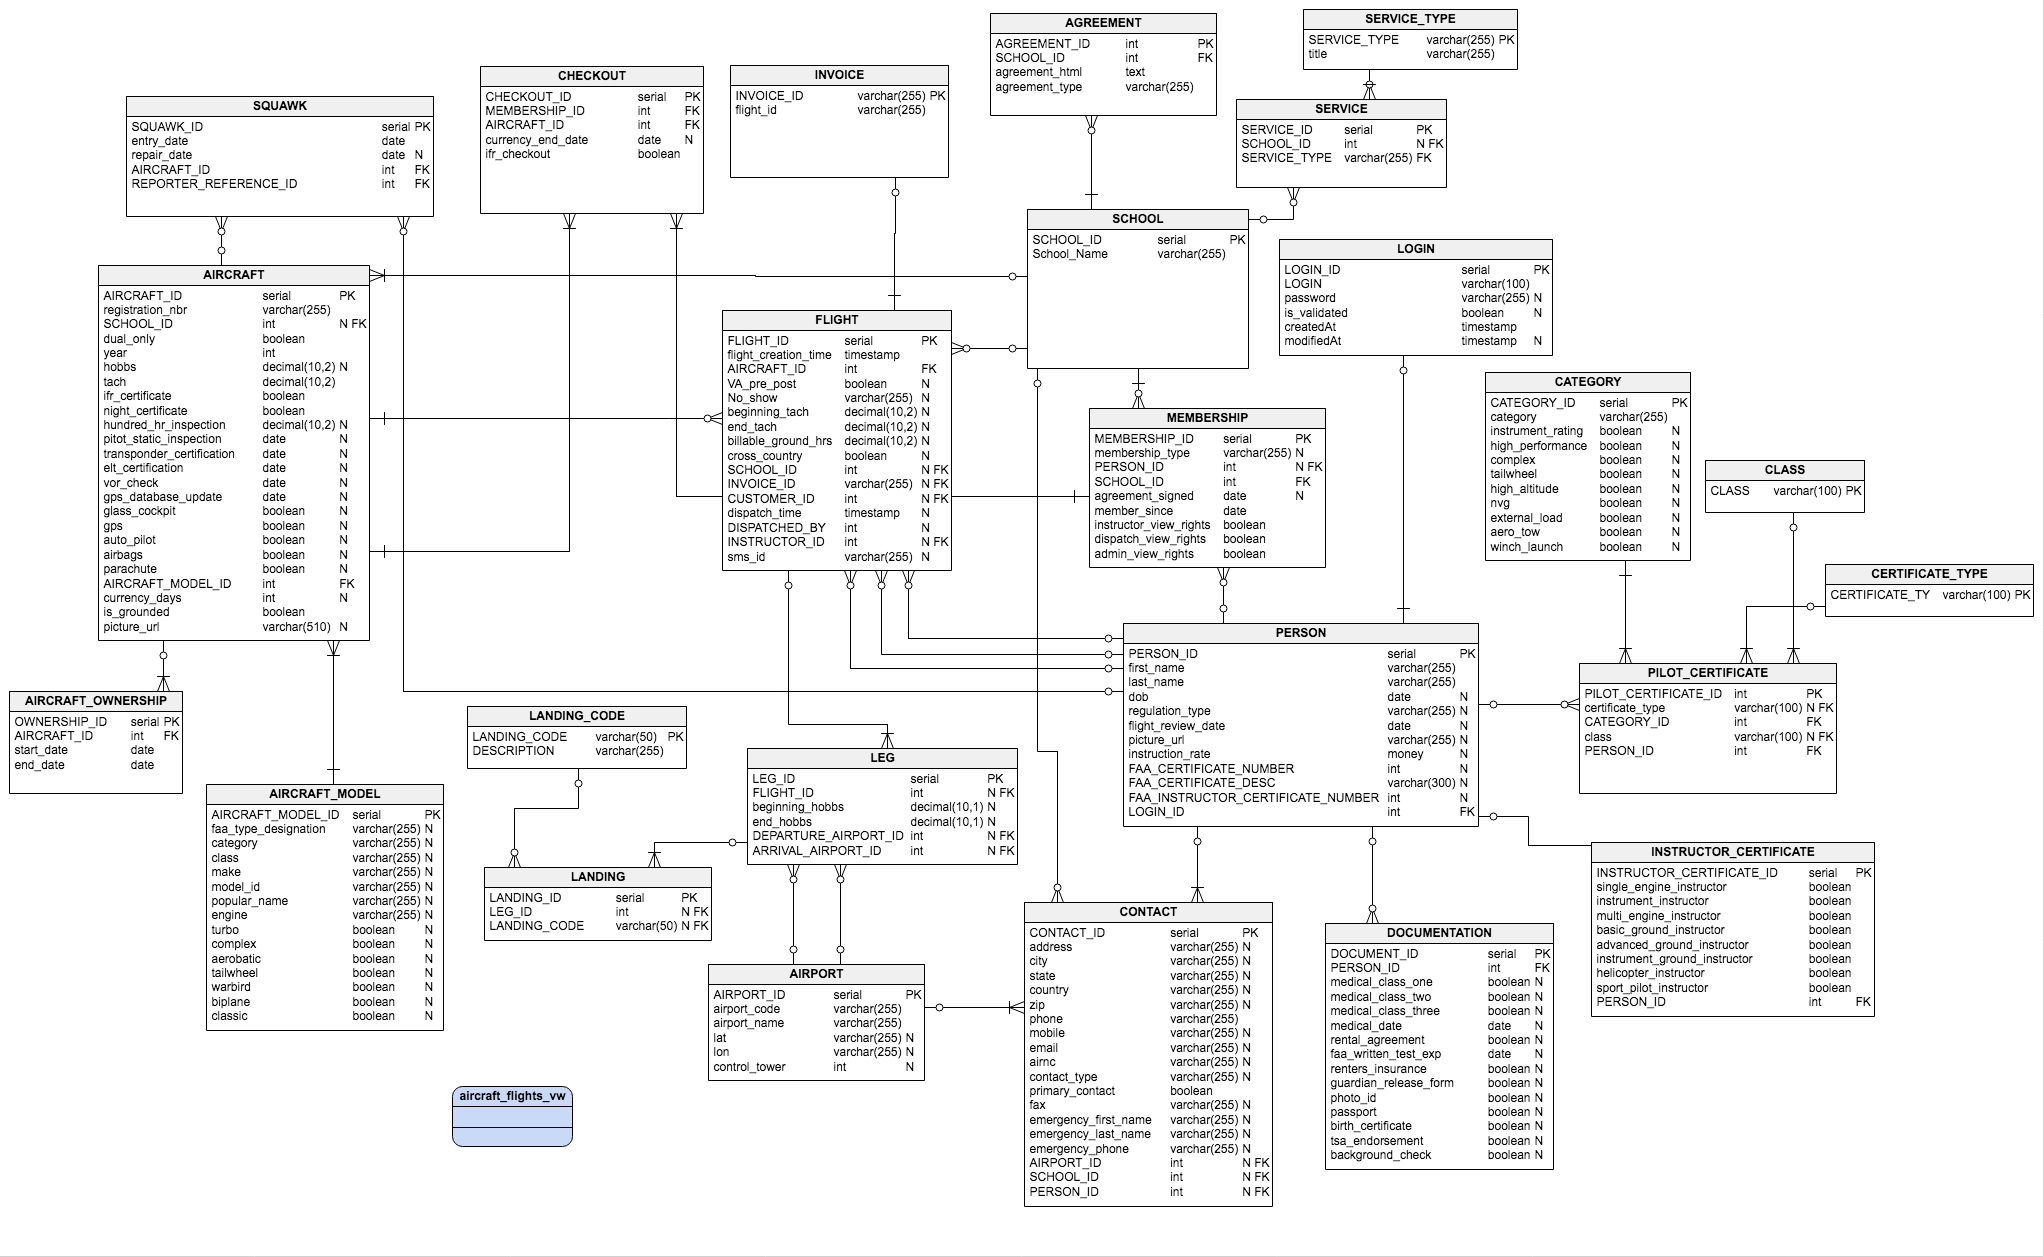 AGREEMENT
AGREEMENT_ID int PK
SCHOOL_ID int FK
agreement_html text
agreement_type varchar(255)
SERVICE_TYPE
SERVICE_TYPE varchar(255) PK
title varchar(255)
CHECKOUT
CHECKOUT_ID serial PK
MEMBERSHIP_ID int FK
AIRCRAFT_ID int FK
currency_end_date date N
ifr_checkout boolean
INVOICE
INVOICE_ID varchar(255) PK
flight_id varchar(255)
SQUAWK
SQUAWK_ID serial PK
entry_date date
repair_date date N
AIRCRAFT_ID int FK
REPORTER_REFERENCE_ID int FK
SERVICE
SERVICE_ID serial PK
SCHOOL_ID int N FK
SERVICE_TYPE varchar(255) FK
SCHOOL
SCHOOL_ID serial PK
School_Name varchar(255)
LOGIN
LOGIN_ID serial PK
LOGIN varchar(100)
password varchar(255) N
is_validated boolean N
createdAt timestamp
modifiedAt timestamp N
AIRCRAFT
AIRCRAFT_ID serial PK
registration_nbr varchar(255)
SCHOOL_ID int N FK
dual_only boolean
year int
hobbs decimal(10,2) N
tach decimal(10,2)
ifr_certificate boolean
night_certificate boolean
hundred_hr_inspection decimal(10,2) N
pitot_static_inspection date N
transponder_certification date N
elt_certification date N
vor_check date N
gps_database_update date N
glass_cockpit boolean N
gps boolean N
auto_pilot boolean N
airbags boolean N
parachute boolean N
AIRCRAFT_MODEL_ID int FK
currency_days int N
is_grounded boolean
picture_url varchar(510) N
FLIGHT
FLIGHT_ID serial PK
flight_creation_time timestamp
AIRCRAFT_ID int FK
VA_pre_post boolean N
No_show varchar(255) N
beginning_tach decimal(10,2) N
end_tach decimal(10,2) N
billable_ground_hrs decimal(10,2) N
cross_country boolean N
SCHOOL_ID int N FK
INVOICE_ID varchar(255) N FK
CUSTOMER_ID int N FK
dispatch_time timestamp N
DISPATCHED_BY int N
INSTRUCTOR_ID int N FK
sms_id varchar(255) N
MEMBERSHIP
MEMBERSHIP_ID serial PK
membership_type varchar(255) N
PERSON_ID int N FK
SCHOOL_ID int FK
agreement_signed date N
member_since date
instructor_view_rights boolean
dispatch_view_rights boolean
admin_view_rights boolean
CATEGORY
CATEGORY_ID serial PK
category varchar(255)
instrument_rating boolean N
high_performance boolean N
complex boolean N
tailwheel boolean N
high_altitude boolean N
nvg boolean N
external_load boolean N
aero_tow boolean N
winch_launch boolean N
CLASS
CLASS varchar(100) PK
CERTIFICATE_TYPE
CERTIFICATE_TY varchar(100) PK
PERSON
PERSON_ID serial PK
first_name varchar(255)
last_name varchar(255)
dob date N
regulation_type varchar(255) N
flight_review_date date N
picture_url varchar(255) N
instruction_rate money N
FAA_CERTIFICATE_NUMBER int N
FAA_CERTIFICATE_DESC varchar(300) N
FAA_INSTRUCTOR_CERTIFICATE_NUMBER int N
LOGIN_ID int FK
PILOT_CERTIFICATE
PILOT_CERTIFICATE_ID int PK
certificate_type varchar(100) N FK
CATEGORY_ID int FK
class varchar(100) N FK
PERSON_ID int FK
AIRCRAFT_OWNERSHIP
OWNERSHIP_ID serial PK
AIRCRAFT_ID int FK
start_date date
end_date date
LANDING_CODE
LANDING_CODE varchar(50) PK
DESCRIPTION varchar(255)
LEG
LEG_ID serial PK
FLIGHT_ID int N FK
beginning_hobbs decimal(10,1) N
end_hobbs decimal(10,1) N
DEPARTURE_AIRPORT_ID int N FK
ARRIVAL_AIRPORT_ID int N FK
AIRCRAFT_MODEL
AIRCRAFT_MODEL_ID serial PK
faa_type_designation varchar(255) N
category varchar(255) N
class varchar(255) N
make varchar(255) N
model_id varchar(255) N
popular_name varchar(255) N
engine varchar(255) N
turbo boolean N
complex boolean N
aerobatic boolean N
tailwheel boolean N
warbird boolean N
biplane boolean N
classic boolean N
LANDING
LANDING_ID serial PK
LEG_ID int N FK
LANDING_CODE varchar(50) N FK
INSTRUCTOR_CERTIFICATE
INSTRUCTOR_CERTIFICATE_ID serial PK
single_engine_instructor boolean
instrument_instructor boolean
multi_engine_instructor boolean
basic_ground_instructor boolean
advanced_ground_instructor boolean
instrument_ground_instructor boolean
helicopter_instructor boolean
sport_pilot_instructor boolean
PERSON_ID int FK
AIRPORT
AIRPORT_ID serial PK
airport_code varchar(255)
airport_name varchar(255)
lat varchar(255) N
lon varchar(255) N
control_tower int N
CONTACT
CONTACT_ID serial PK
address varchar(255) N
city varchar(255) N
state varchar(255) N
country varchar(255) N
zip varchar(255) N
phone varchar(255)
mobile varchar(255) N
email varchar(255) N
airnc varchar(255) N
contact_type varchar(255) N
primary_contact boolean
fax varchar(255) N
emergency_first_name varchar(255) N
emergency_last_name varchar(255) N
emergency_phone varchar(255) N
AIRPORT_ID int N FK
SCHOOL_ID int N FK
PERSON_ID int N FK
DOCUMENTATION
DOCUMENT_ID serial PK
PERSON_ID int FK
medical_class_one boolean N
medical_class_two boolean N
medical_class_three boolean N
medical_date date N
rental_agreement boolean N
faa_written_test_exp date N
renters_insurance boolean N
guardian_release_form boolean N
photo_id boolean N
passport boolean N
birth_certificate boolean N
tsa_endorsement boolean N
background_check boolean N
aircraft_flights_vw